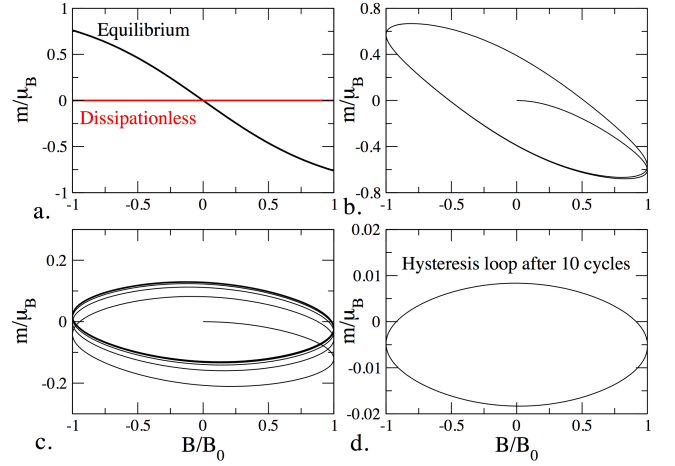 1
0.5
0
-0.5
-1
m/μ_B
Equilibrium
Dissipationless
-1 -0.5 0 0.5 1
a.
0.8
0.4
0
-0.4
-0.8
m/μ_B
-1 -0.5 0 0.5 1
b.
0.2
0
-0.2
m/μ_B
-1 -0.5 0 0.5 1
B/B_0
c.
0.02
0.01
0
-0.01
-0.02
m/μ_B
Hysteresis loop after 10 cycles
-1 -0.5 0 0.5 1
B/B_0
d.